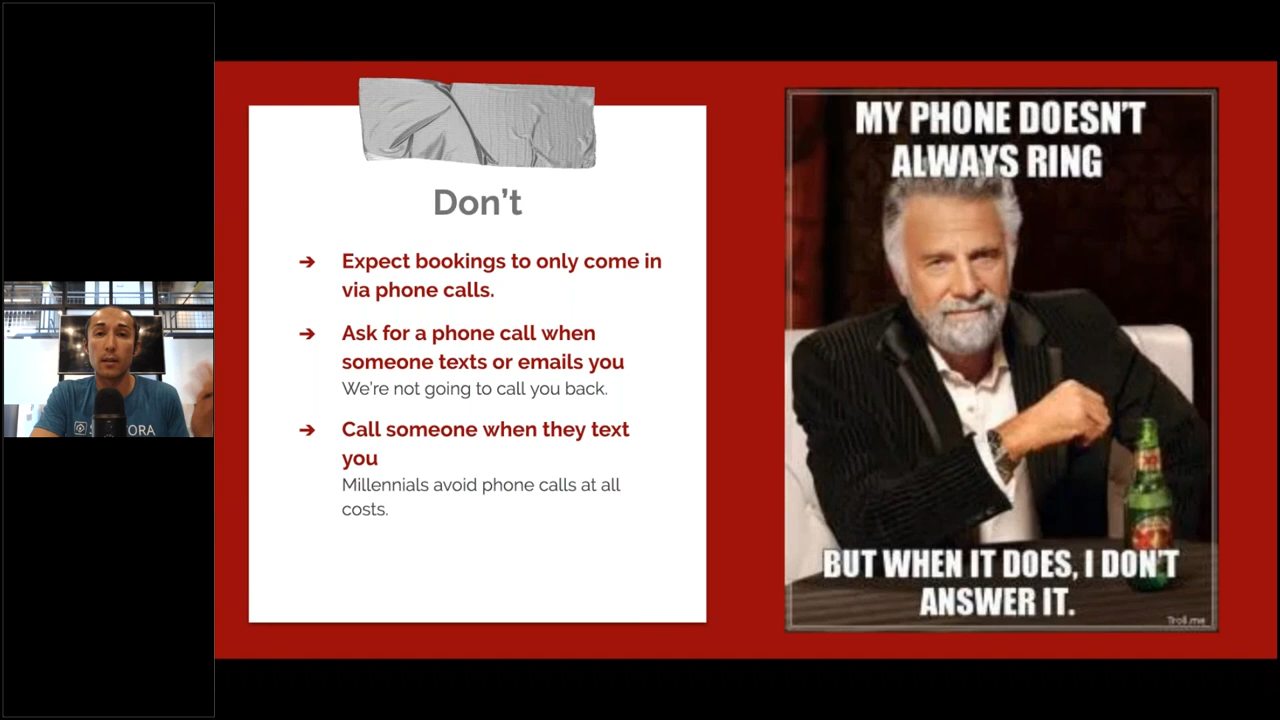 Don't
➔ Expect bookings to only come in
via phone calls.
➔ Ask for a phone call when
someone texts or emails you
We're not going to call you back.
➔ Call someone when they text
you
Millennials avoid phone calls at all
costs.
MY PHONE DOESN'T
ALWAYS RING
BUT WHEN IT DOES, I DON'T
ANSWER IT.
Troll.me